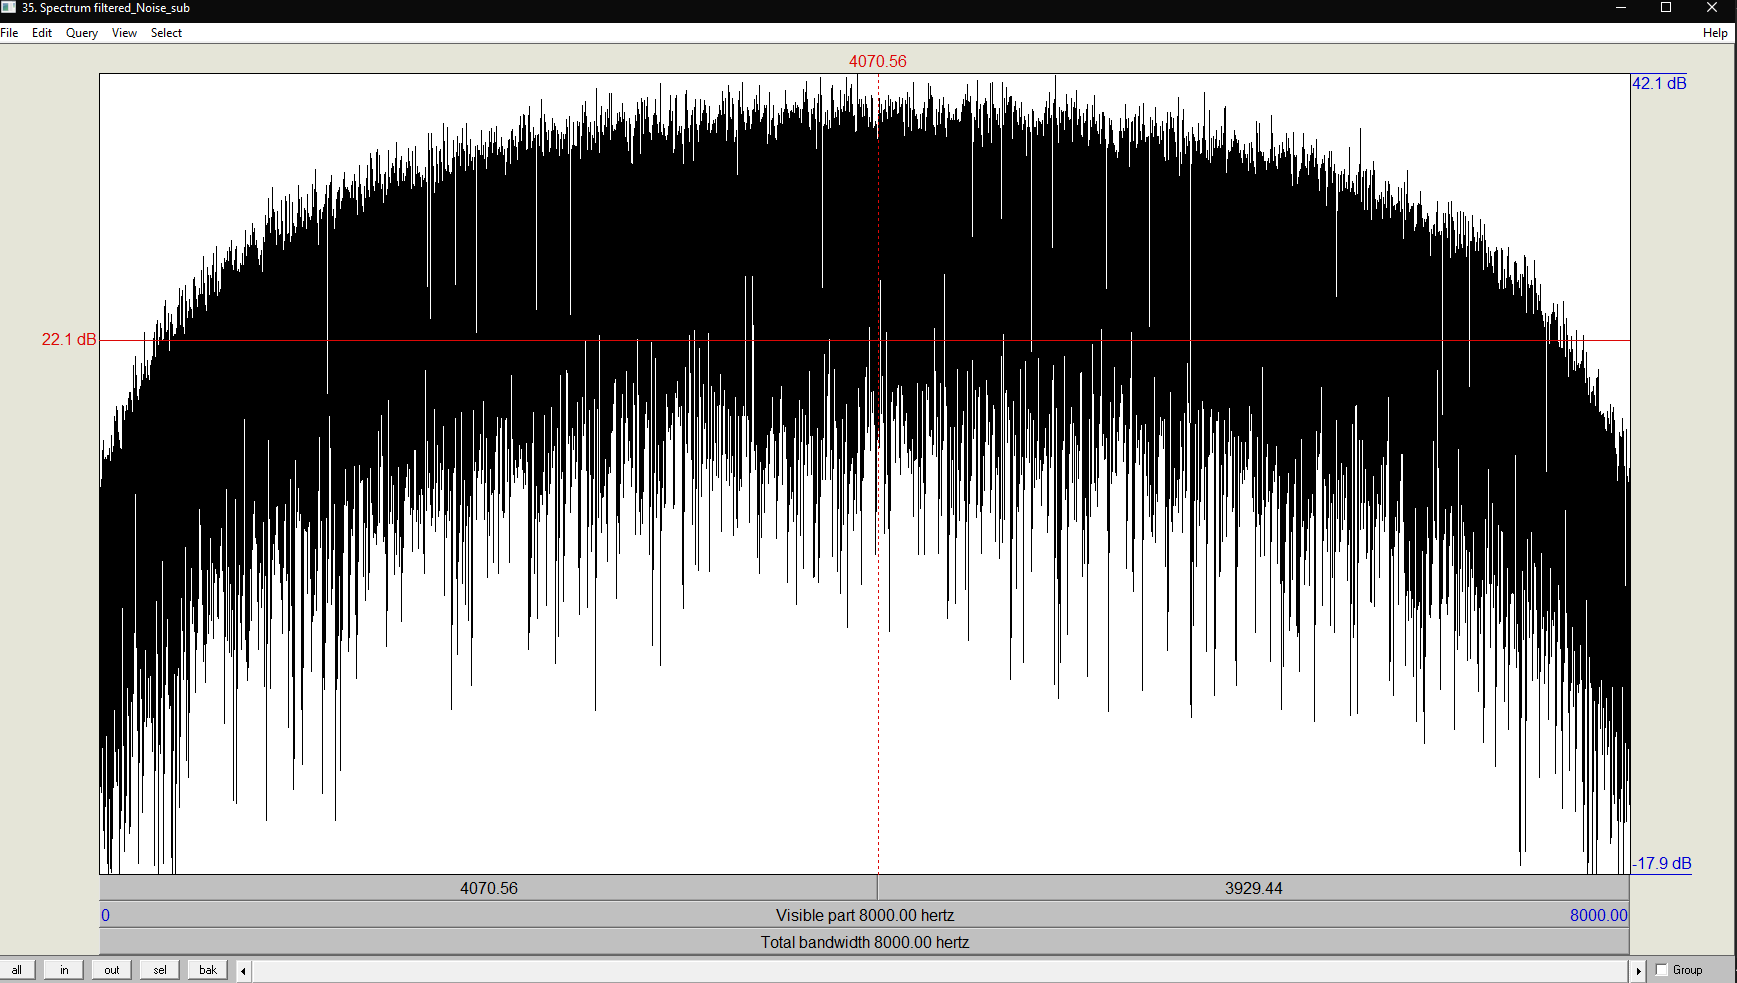 35. Spectrum filtered_Noise_sub
File Edit Query View Select Help
4070.56
42.1 dB
22.1 dB
-17.9 dB
4070.56 3929.44
0 Visible part 8000.00 hertz 8000.00
Total bandwidth 8000.00 hertz
all in out sel bak Group